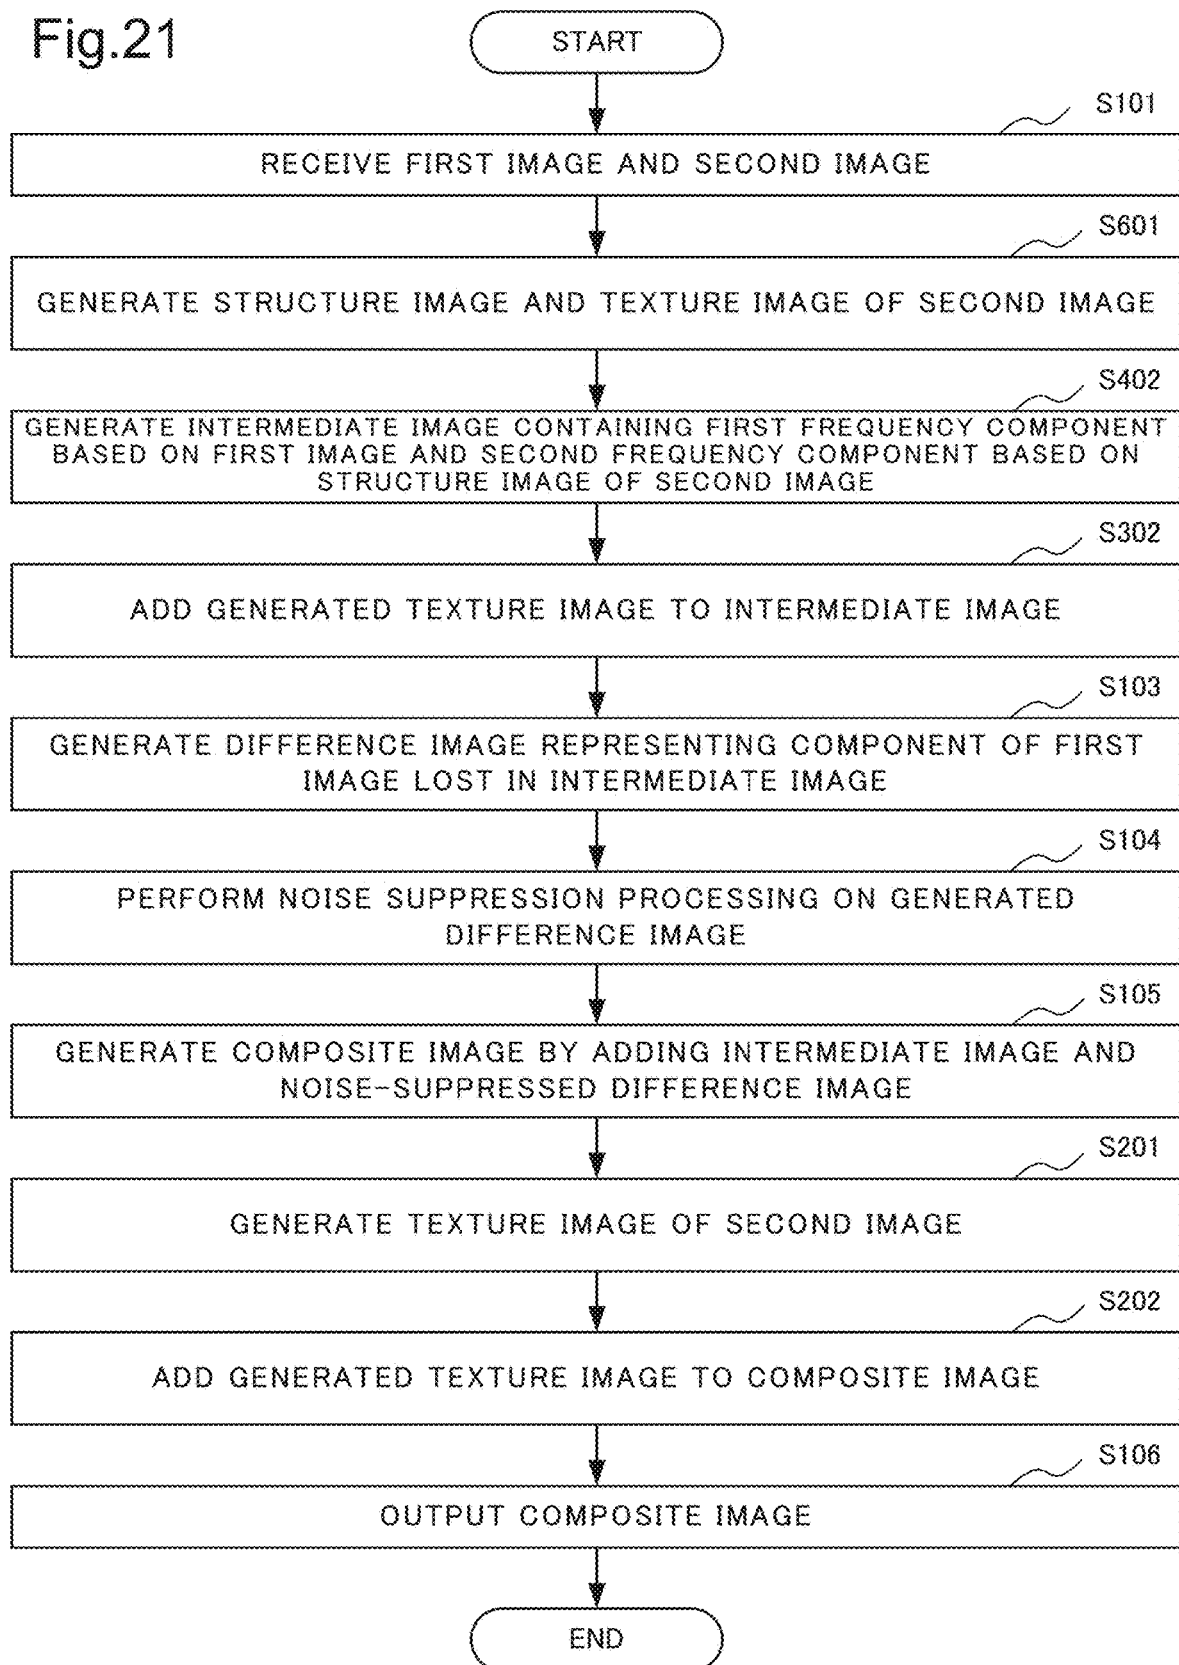 Fig.21
START
S101
RECEIVE FIRST IMAGE AND SECOND IMAGE
S601
GENERATE STRUCTURE IMAGE AND TEXTURE IMAGE OF SECOND IMAGE
S402
GENERATE INTERMEDIATE IMAGE CONTAINING FIRST FREQUENCY COMPONENT
BASED ON FIRST IMAGE AND SECOND FREQUENCY COMPONENT BASED ON
STRUCTURE IMAGE OF SECOND IMAGE
S302
ADD GENERATED TEXTURE IMAGE TO INTERMEDIATE IMAGE
S103
GENERATE DIFFERENCE IMAGE REPRESENTING COMPONENT OF FIRST
IMAGE LOST IN INTERMEDIATE IMAGE
S104
PERFORM NOISE SUPPRESSION PROCESSING ON GENERATED
DIFFERENCE IMAGE
S105
GENERATE COMPOSITE IMAGE BY ADDING INTERMEDIATE IMAGE AND
NOISE-SUPPRESSED DIFFERENCE IMAGE
S201
GENERATE TEXTURE IMAGE OF SECOND IMAGE
S202
ADD GENERATED TEXTURE IMAGE TO COMPOSITE IMAGE
S106
OUTPUT COMPOSITE IMAGE
END